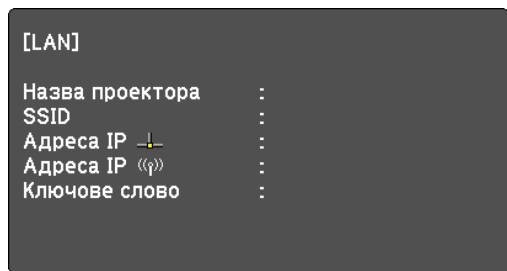 [LAN]
Назва проектора :
SSID :
Адреса IP :
Адреса IP :
Ключове слово :